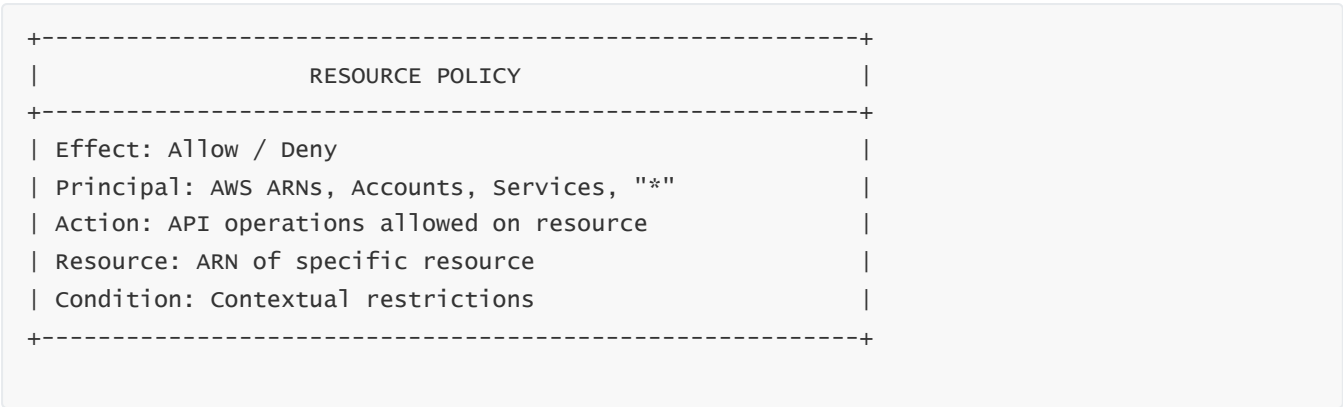 +----------------------------------------------------------+
|                    RESOURCE POLICY                        |
+----------------------------------------------------------+
| Effect: Allow / Deny                                      |
| Principal: AWS ARNs, Accounts, Services, "*"              |
| Action: API operations allowed on resource                |
| Resource: ARN of specific resource                        |
| Condition: Contextual restrictions                        |
+----------------------------------------------------------+